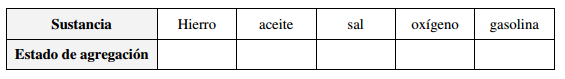 Sustancia Hierro aceite sal oxígeno gasolina
Estado de agregación